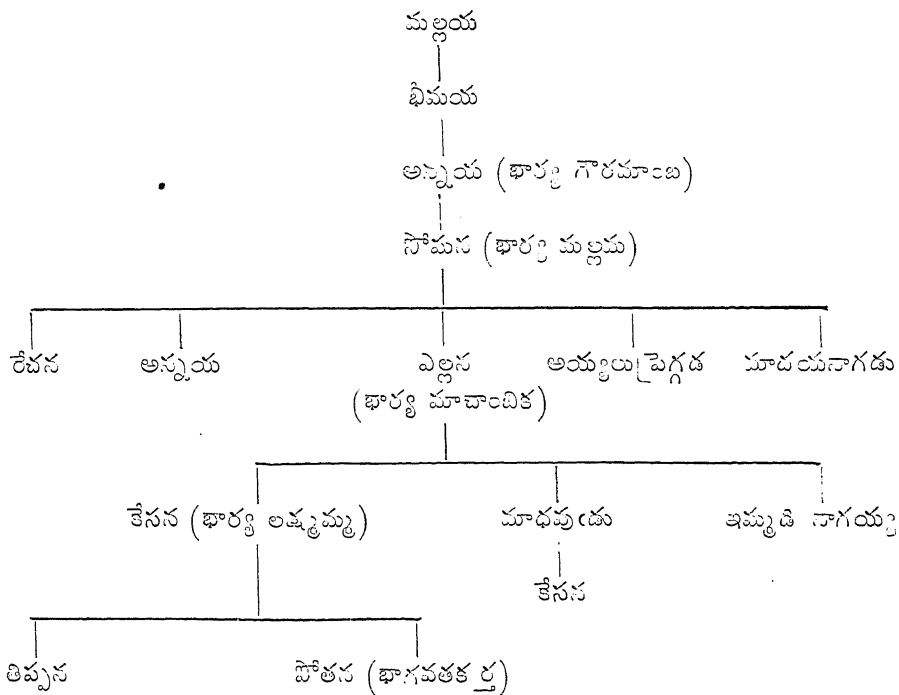 మల్లయ
భీమయ
అన్నయ (భార్య గౌరమాంబ)
సోమన (భార్య మల్లమ)
రేచన అన్నయ ఎల్లన అయ్యలుప్రెగ్గడ మాదయనాగడు
(భార్య మాచాంబిక)
కేసన (భార్య లక్ష్మమ్మ) మాధవుఁడు ఇమ్మడి నాగయ్య
కేసన
తిప్పన పోతన (భాగవతకర్త)